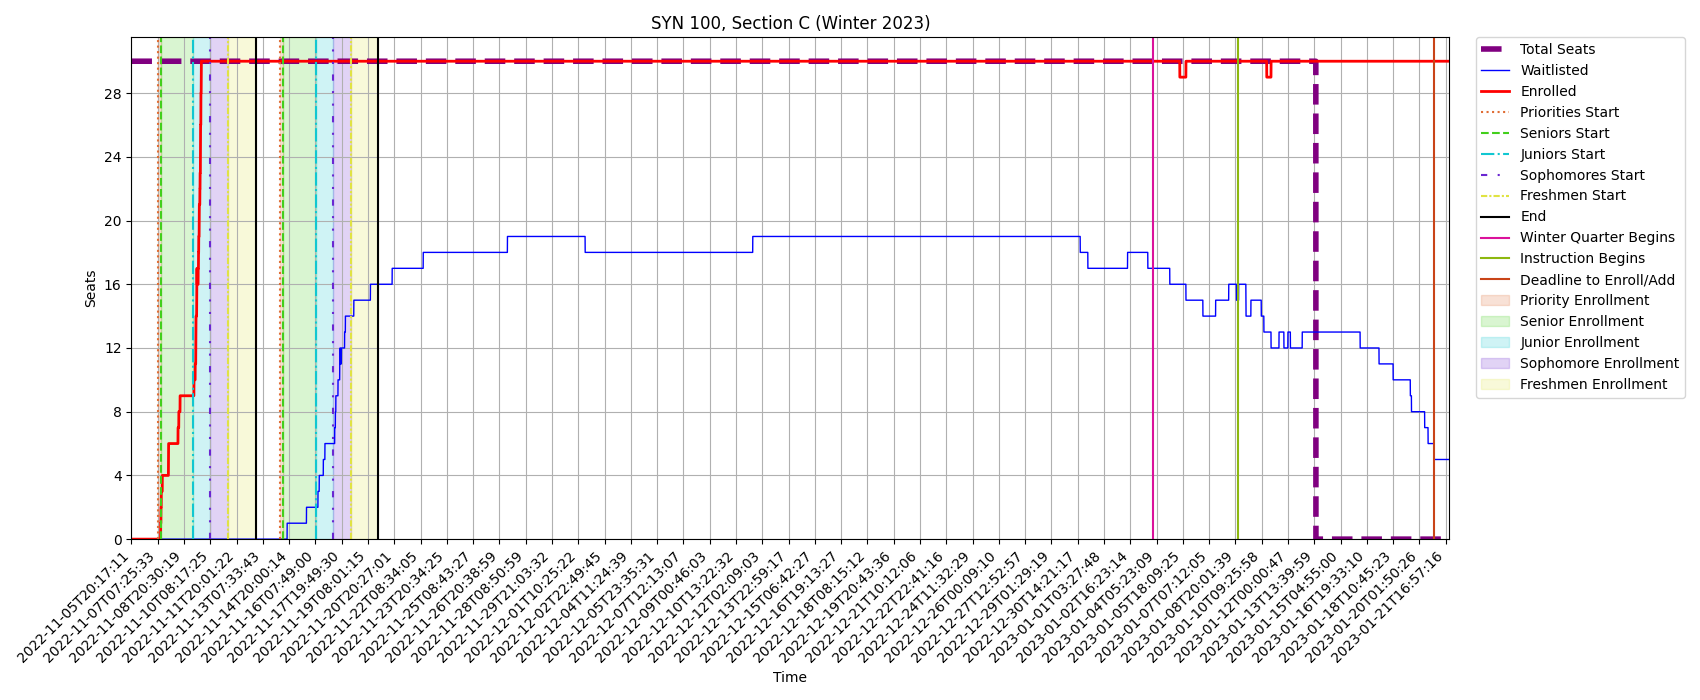 SYN 100, Section C (Winter 2023)
Seats
28
24
20
16
12
8
4
0
2022-11-05T20:17:11
2022-11-07T07:25:33
2022-11-08T20:30:19
2022-11-10T08:17:25
2022-11-11T20:01:22
2022-11-13T07:33:43
2022-11-14T20:00:14
2022-11-16T07:49:00
2022-11-17T19:49:30
2022-11-19T08:01:15
2022-11-20T20:27:01
2022-11-22T08:34:05
2022-11-23T20:34:25
2022-11-25T08:43:27
2022-11-26T20:38:59
2022-11-28T08:50:59
2022-11-29T21:03:32
2022-12-01T10:25:22
2022-12-02T22:49:45
2022-12-04T11:24:39
2022-12-05T23:35:31
2022-12-07T12:13:07
2022-12-09T00:46:03
2022-12-10T13:22:32
2022-12-12T02:09:03
2022-12-13T22:59:17
2022-12-15T06:42:27
2022-12-16T19:13:27
2022-12-18T08:15:12
2022-12-19T20:43:36
2022-12-21T10:12:06
2022-12-22T22:41:16
2022-12-24T11:32:29
2022-12-26T00:09:10
2022-12-27T12:52:57
2022-12-29T01:29:19
2022-12-30T14:21:17
2023-01-01T03:27:48
2023-01-02T16:23:14
2023-01-04T05:23:09
2023-01-05T18:09:25
2023-01-07T07:12:05
2023-01-08T20:01:39
2023-01-10T09:25:58
2023-01-12T00:00:47
2023-01-13T13:39:59
2023-01-15T04:55:00
2023-01-16T19:33:10
2023-01-18T10:45:23
2023-01-20T01:50:26
2023-01-21T16:57:16
Time
Total Seats
Waitlisted
Enrolled
Priorities Start
Seniors Start
Juniors Start
Sophomores Start
Freshmen Start
End
Winter Quarter Begins
Instruction Begins
Deadline to Enroll/Add
Priority Enrollment
Senior Enrollment
Junior Enrollment
Sophomore Enrollment
Freshmen Enrollment